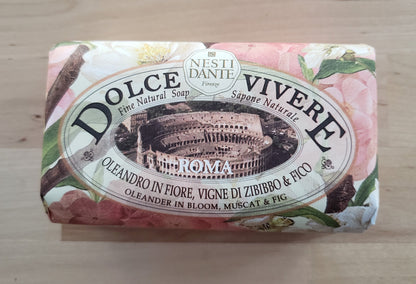 NESTI
DANTE
Firenze
DOLCE VIVERE
Fine Natural Soap
Sapone Naturale
ROMA
OLEANDRO IN FIORE, VIGNE DI ZIBIBBO & FICO
OLEANDER IN BLOOM, MUSCAT & FIG